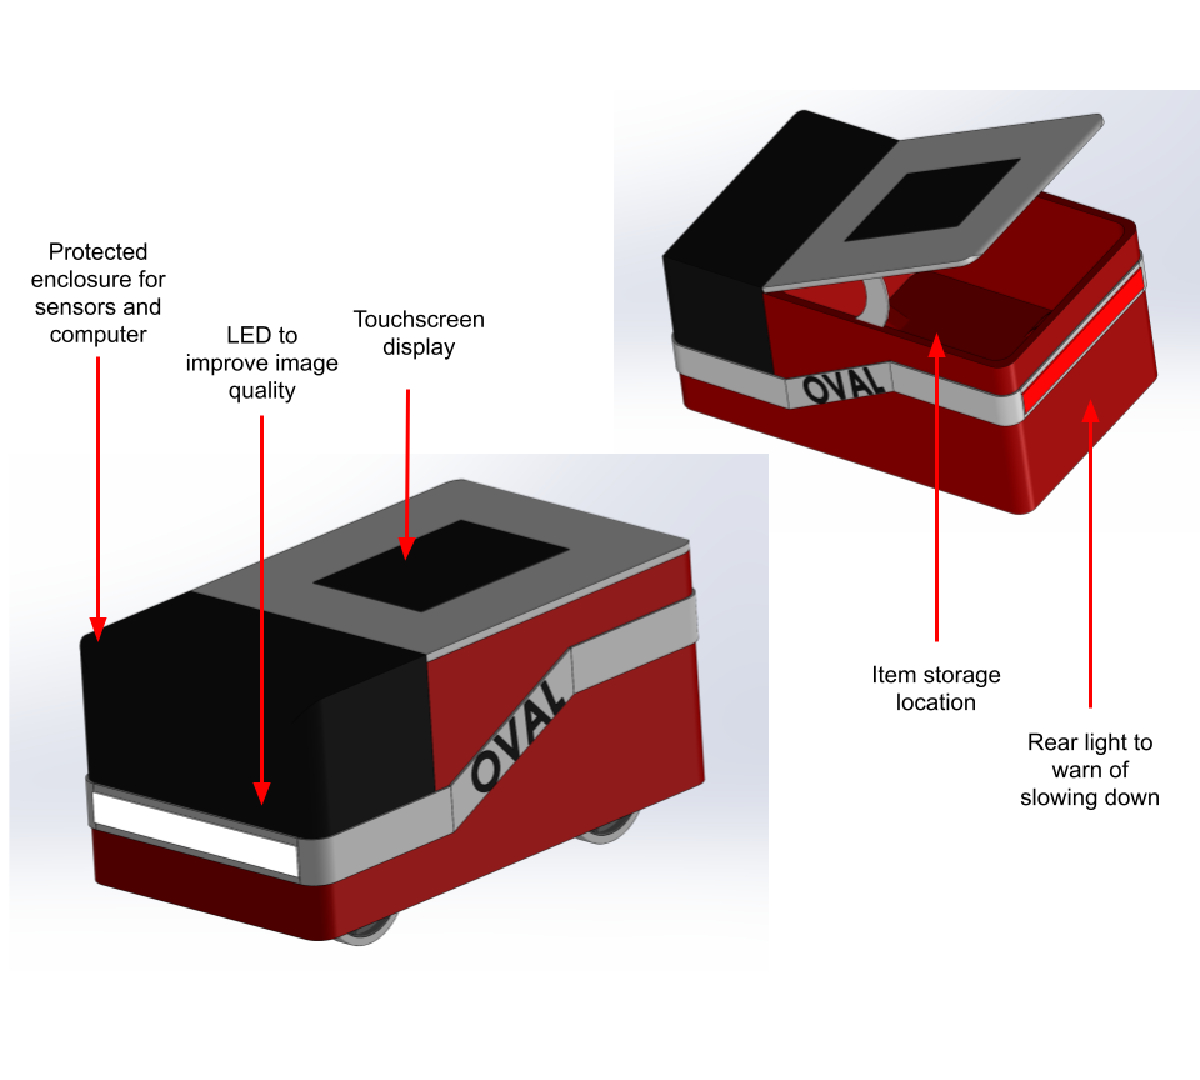 Protected
enclosure for
sensors and
computer
LED to
improve image
quality
Touchscreen
display
OVAL
OVAL
Item storage
location
Rear light to
warn of
slowing down